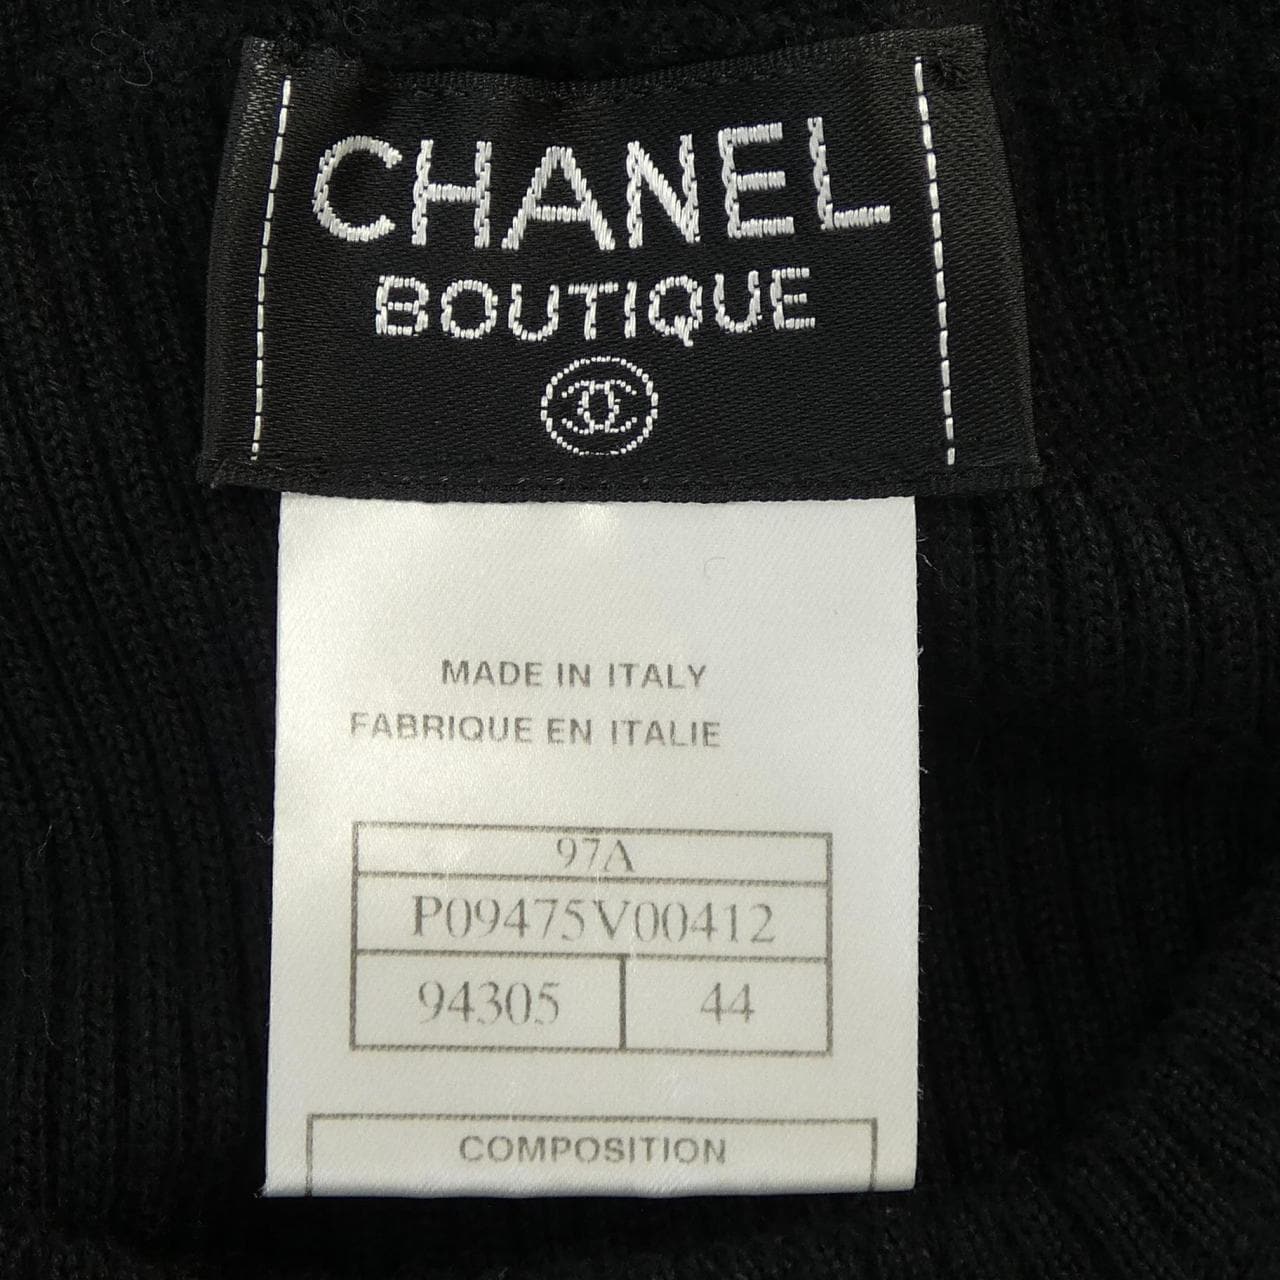 CHANEL
BOUTIQUE
MADE IN ITALY
FABRIQUE EN ITALIE
97A
P09475V00412
94305 44
COMPOSITION